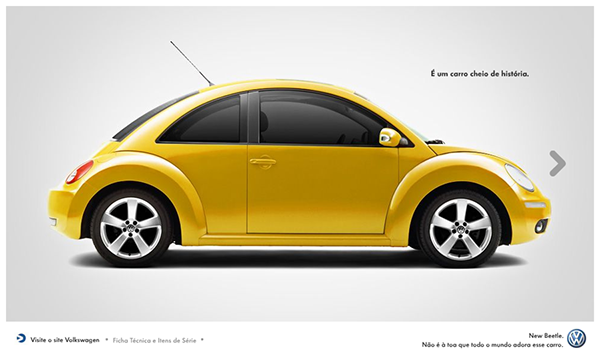 É um carro cheio de histária.
Visite o site Volkswagen
Ficha Técnica e Itens de Série
New Beetle.
Não é à toa que todo o mundo adora esse carro.